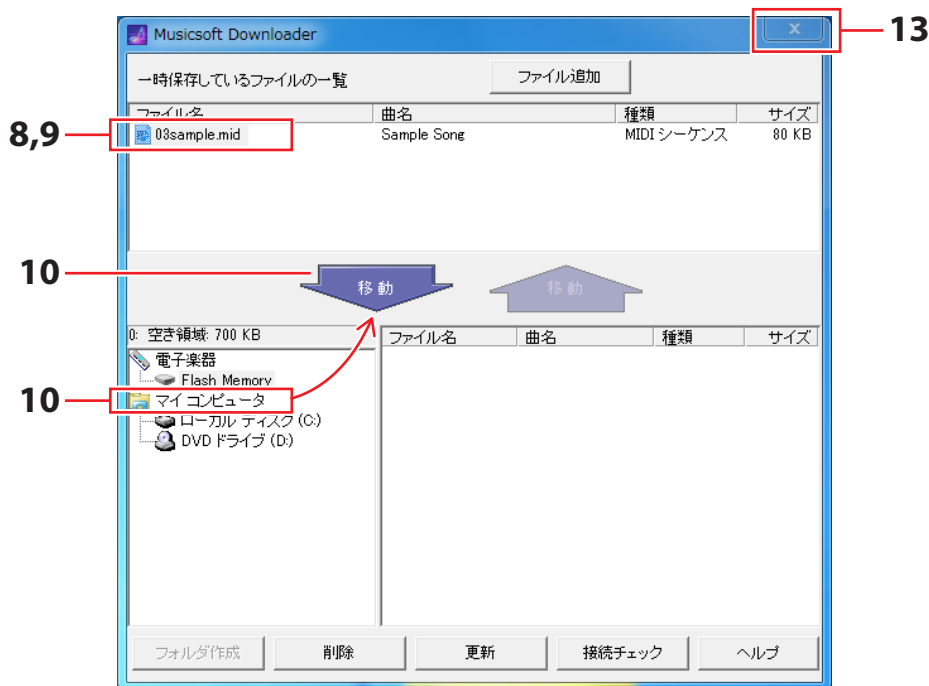 Musicsoft Downloader
x
13
一時保存しているファイルの一覧
ファイル追加
ファイル名 曲名 種類 サイズ
8,9
03sample.mid Sample Song MIDI シーケンス 80 KB
10
移動
移動
0: 空き領域: 700 KB
ファイル名 曲名 種類 サイズ
電子楽器
Flash Memory
10
マイ コンピュータ
ローカル ディスク (C:)
DVD ドライブ (D:)
フォルダ作成 削除 更新 接続チェック ヘルプ